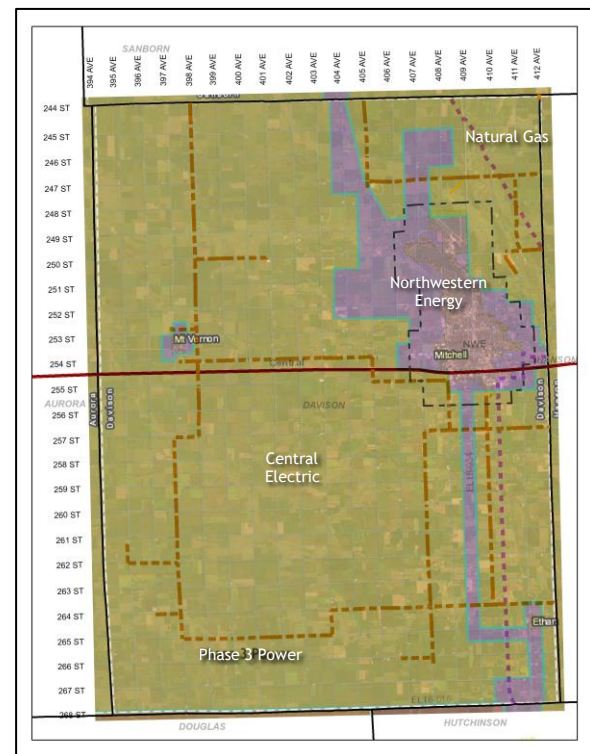 SANBORN
394 AVE
395 AVE
396 AVE
397 AVE
398 AVE
399 AVE
400 AVE
401 AVE
402 AVE
403 AVE
404 AVE
405 AVE
406 AVE
407 AVE
408 AVE
409 AVE
410 AVE
411 AVE
412 AVE
244 ST
245 ST
Natural Gas
246 ST
247 ST
248 ST
249 ST
250 ST
Northwestern
Energy
251 ST
252 ST
253 ST
Mt Vernon
NWE
Mitchell
254 ST
Central
255 ST
AURORA
Aurora
Davison
DAVISON
Davison
256 ST
257 ST
258 ST
Central
Electric
259 ST
260 ST
261 ST
262 ST
263 ST
264 ST
Ethan
265 ST
266 ST
Phase 3 Power
267 ST
268 ST
DOUGLAS
HUTCHINSON